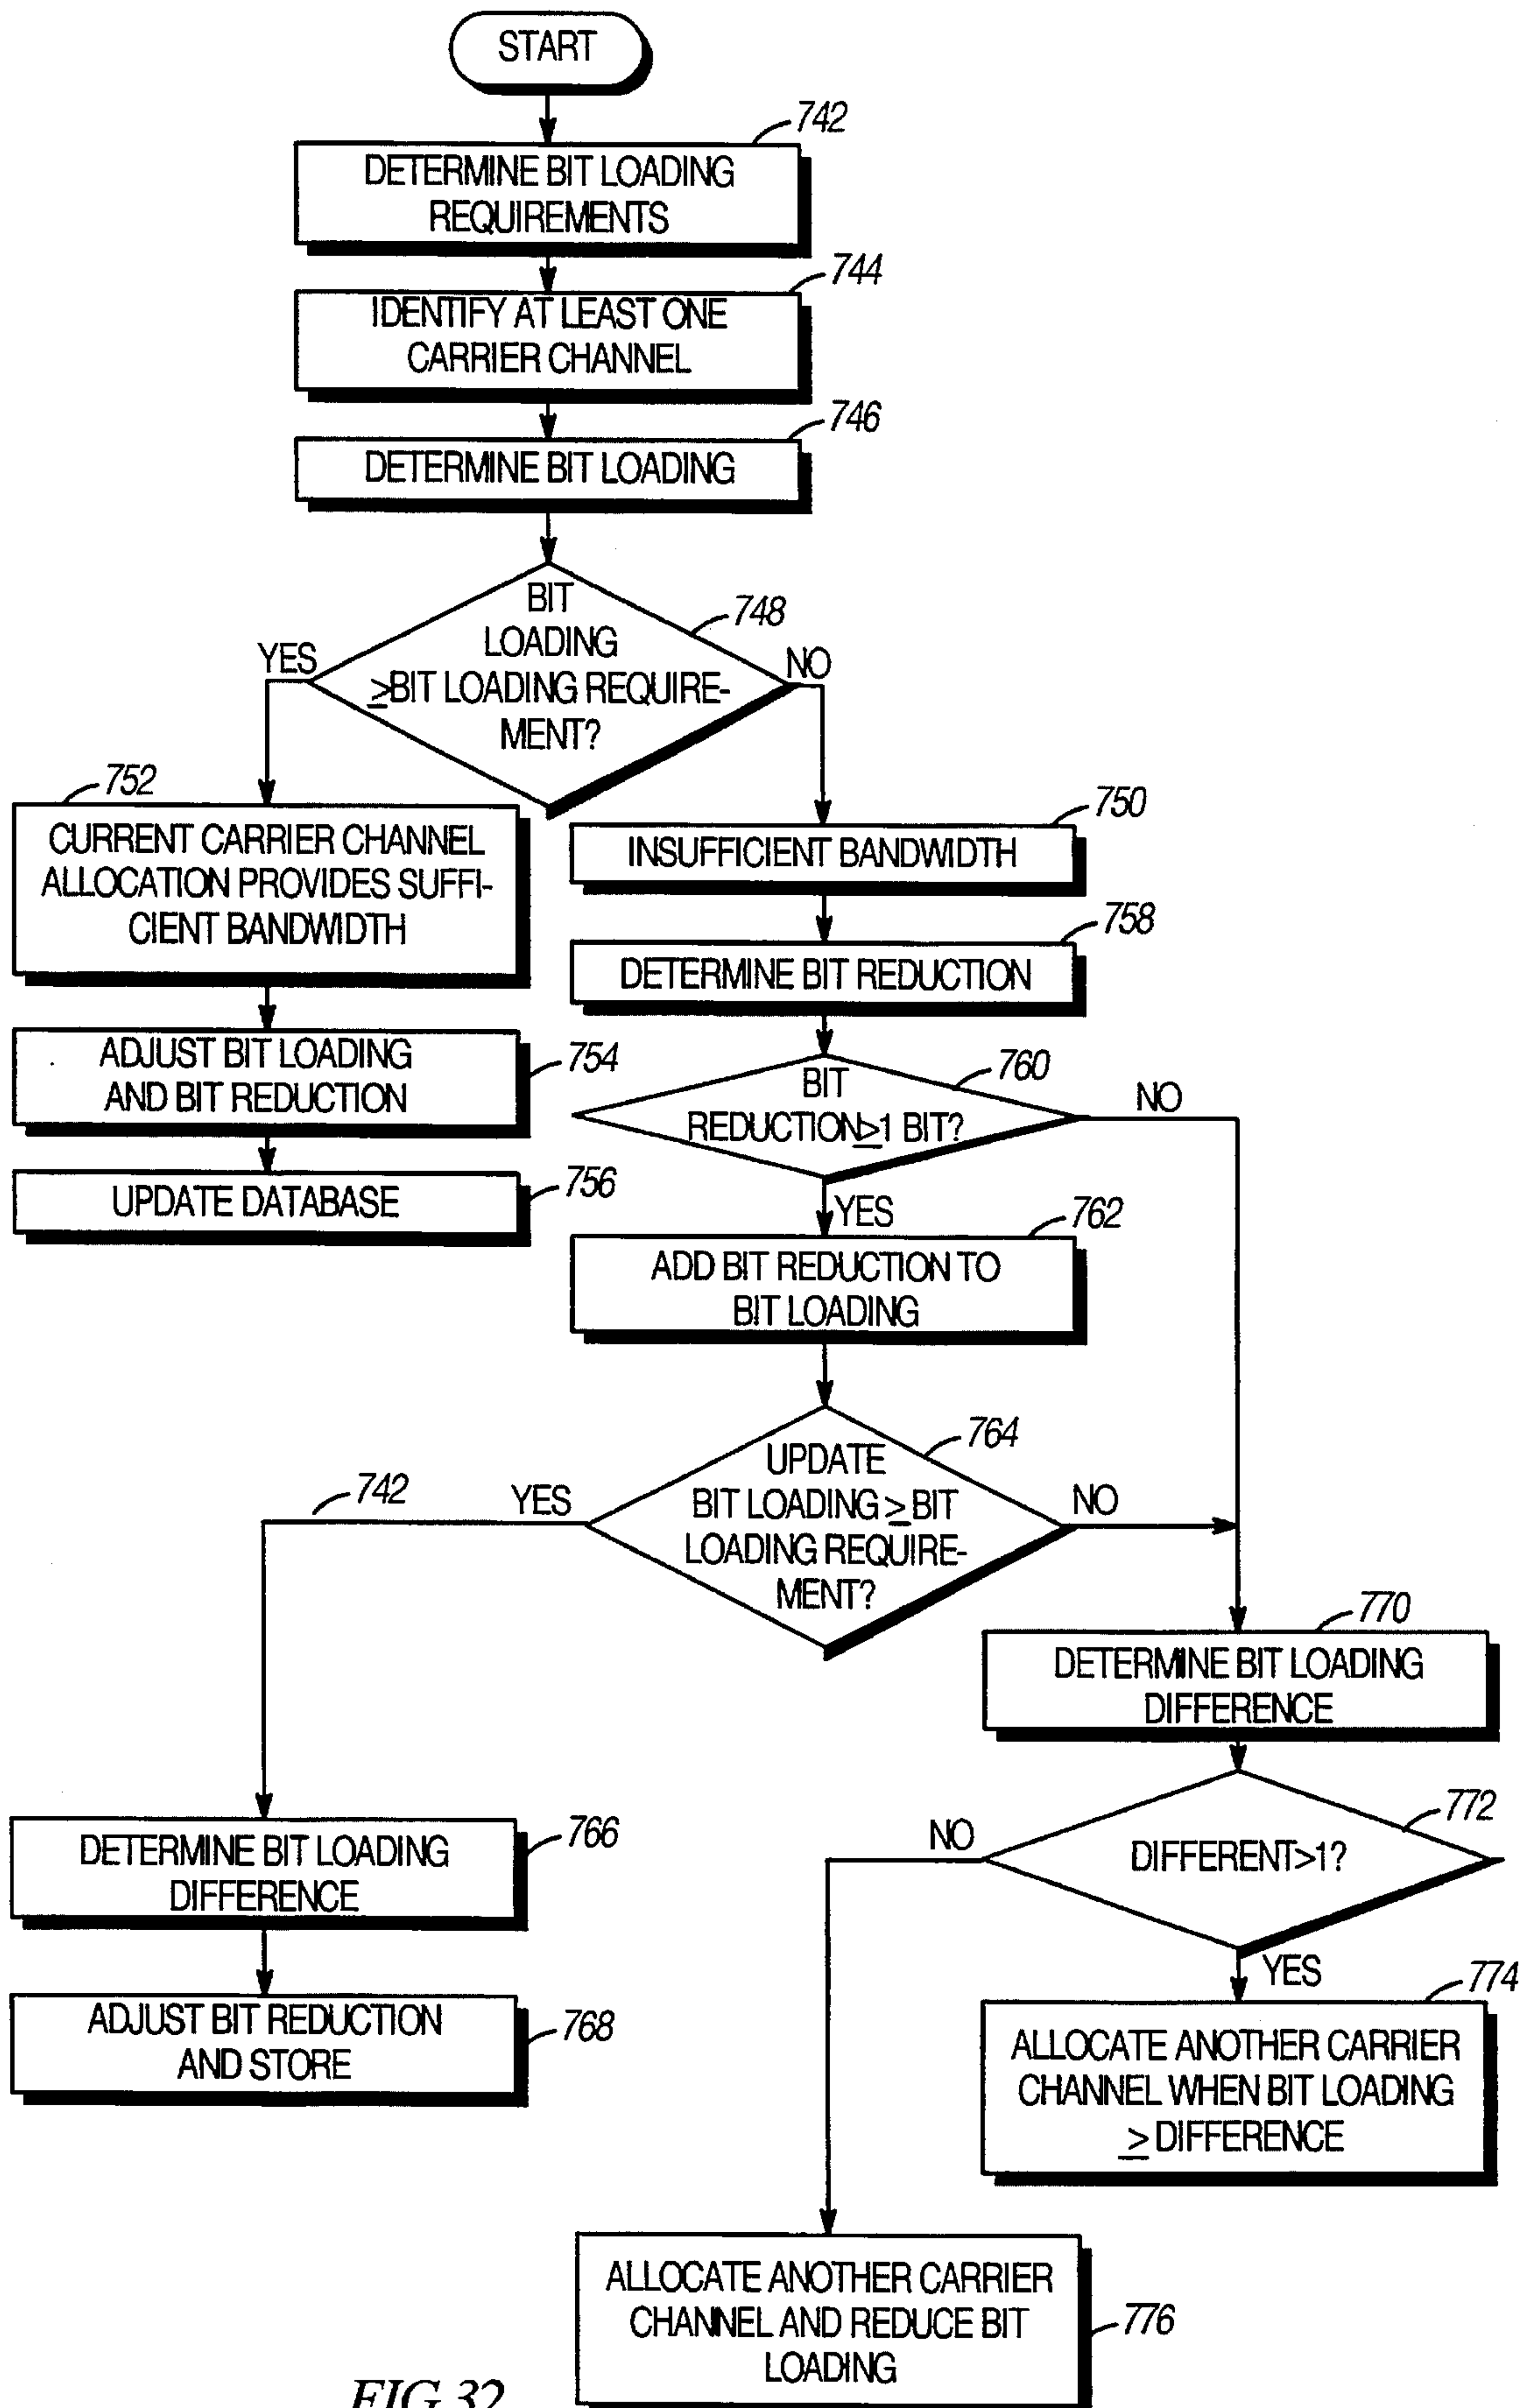 START
742
DETERMINE BIT LOADING
REQUIREMENTS
744
IDENTIFY AT LEAST ONE
CARRIER CHANNEL
746
DETERMINE BIT LOADING
748
BIT
LOADING
≥BIT LOADING REQUIRE-
MENT?
YES
NO
752
CURRENT CARRIER CHANNEL
ALLOCATION PROVIDES SUFFI-
CIENT BANDWIDTH
750
INSUFFICIENT BANDWIDTH
758
DETERMINE BIT REDUCTION
754
ADJUST BIT LOADING
AND BIT REDUCTION
760
BIT
REDUCTION≥1 BIT?
NO
YES
756
UPDATE DATABASE
762
ADD BIT REDUCTION TO
BIT LOADING
764
UPDATE
BIT LOADING ≥ BIT
LOADING REQUIRE-
MENT?
742
YES
NO
770
DETERMINE BIT LOADING
DIFFERENCE
766
DETERMINE BIT LOADING
DIFFERENCE
772
DIFFERENT>1?
NO
YES
768
ADJUST BIT REDUCTION
AND STORE
774
ALLOCATE ANOTHER CARRIER
CHANNEL WHEN BIT LOADING
≥ DIFFERENCE
776
ALLOCATE ANOTHER CARRIER
CHANNEL AND REDUCE BIT
LOADING
FIG 32